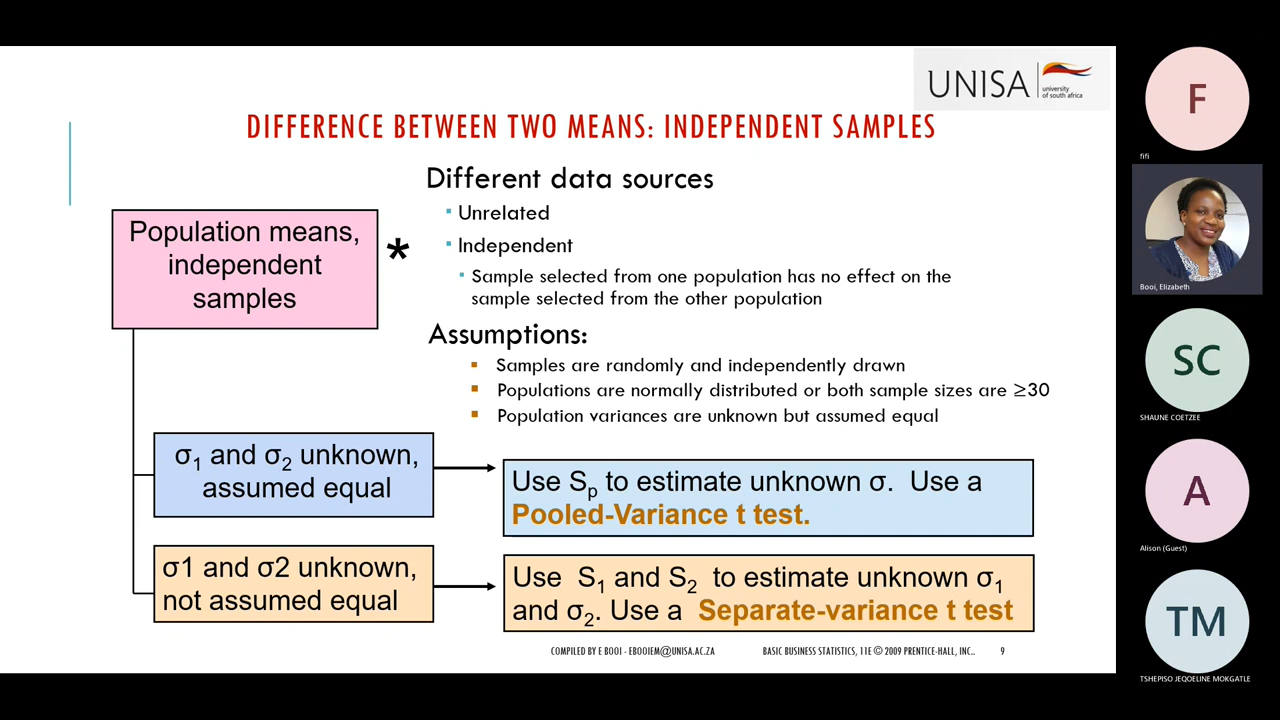 UNISA
university
of south africa
DIFFERENCE BETWEEN TWO MEANS: INDEPENDENT SAMPLES
Different data sources
Unrelated
Independent
Sample selected from one population has no effect on the
sample selected from the other population
Population means,
independent
samples
*
Assumptions:
Samples are randomly and independently drawn
Populations are normally distributed or both sample sizes are ≥30
Population variances are unknown but assumed equal
σ1 and σ2 unknown,
assumed equal
Use Sp to estimate unknown σ. Use a
Pooled-Variance t test.
σ1 and σ2 unknown,
not assumed equal
Use S1 and S2 to estimate unknown σ1
and σ2. Use a Separate-variance t test
COMPILED BY E BOOI - EBOOIEM@UNISA.AC.ZA
BASIC BUSINESS STATISTICS, 11E © 2009 PRENTICE-HALL, INC..
9
F
fifi
Booi, Elizabeth
SC
SHAUNE COETZEE
A
Alison (Guest)
TM
TSHEPISO JEQOELINE MOKGATLE